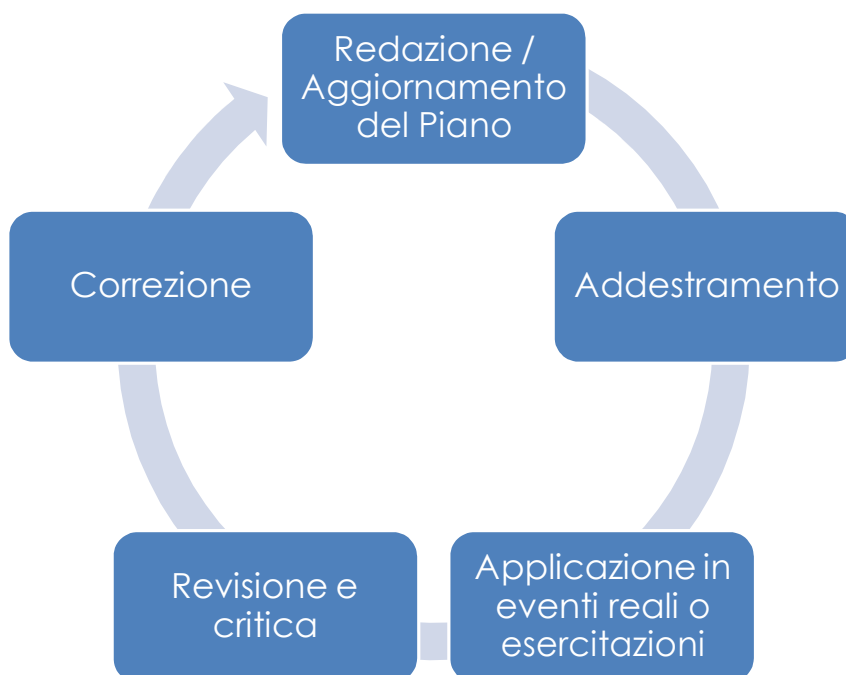 Redazione /
Aggiornamento
del Piano
Addestramento
Applicazione in
eventi reali o
esercitazioni
Revisione e
critica
Correzione